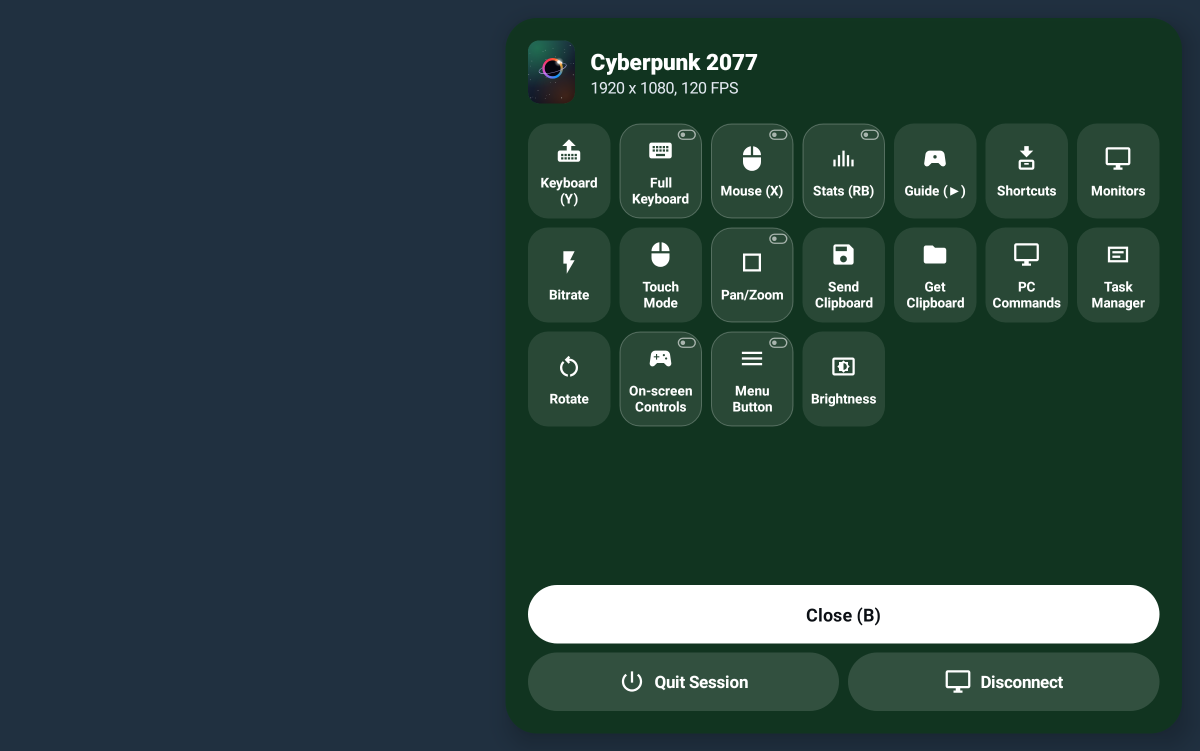 Cyberpunk 2077
1920 x 1080, 120 FPS
Keyboard
(Y)
Full
Keyboard
Mouse (X)
Stats (RB)
Guide (►)
Shortcuts
Monitors
Bitrate
Touch
Mode
Pan/Zoom
Send
Clipboard
Get
Clipboard
PC
Commands
Task
Manager
Rotate
On-screen
Controls
Menu
Button
Brightness
Close (B)
Quit Session
Disconnect